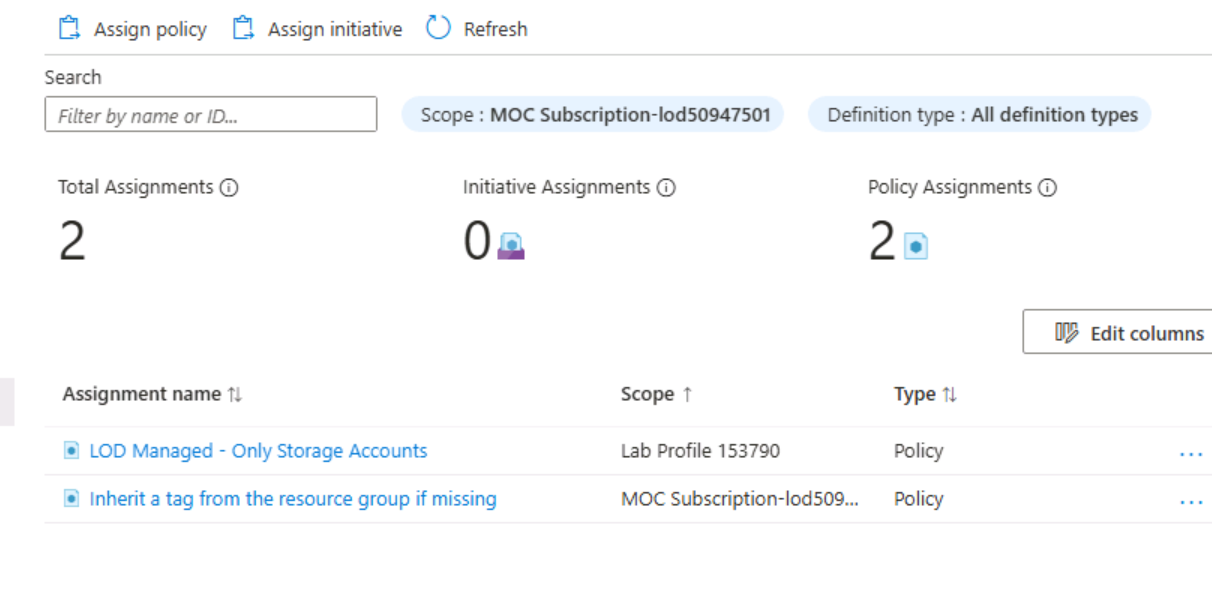 Assign policy Assign initiative Refresh
Search
Filter by name or ID...
Scope : MOC Subscription-lod50947501
Definition type : All definition types
Total Assignments Initiative Assignments Policy Assignments
2 0 2
Edit columns
Assignment name Scope Type
LOD Managed - Only Storage Accounts Lab Profile 153790 Policy ...
Inherit a tag from the resource group if missing MOC Subscription-lod509... Policy ...